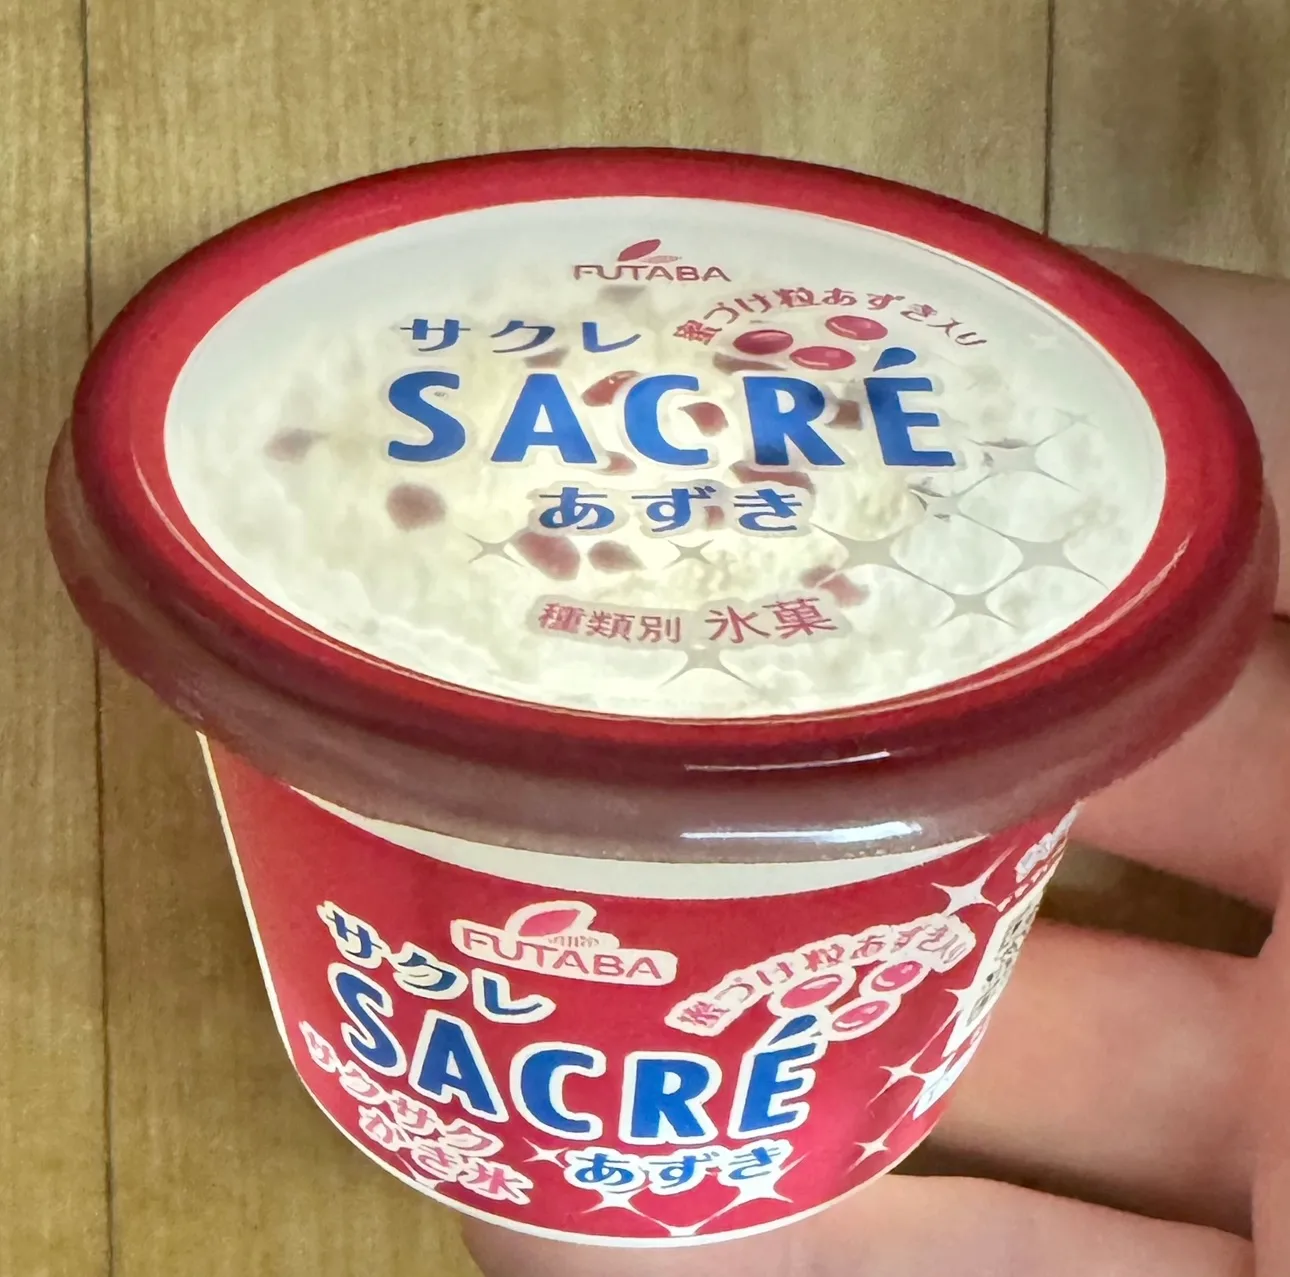 FUTABA
蜜づけ粒あずき入り
サクレ
SACRÉ
あずき
種類別 氷菓
FUTABA
サクレ
蜜づけ粒あずき入り
SACRÉ
サクサク
かき氷
あずき